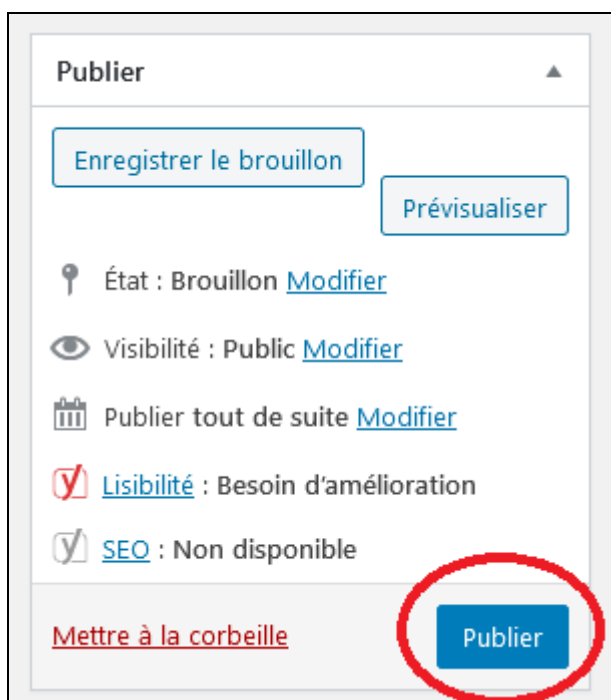 Publier
Enregistrer le brouillon
Prévisualiser
État : Brouillon Modifier
Visibilité : Public Modifier
Publier tout de suite Modifier
Lisibilité : Besoin d'amélioration
SEO : Non disponible
Mettre à la corbeille Publier